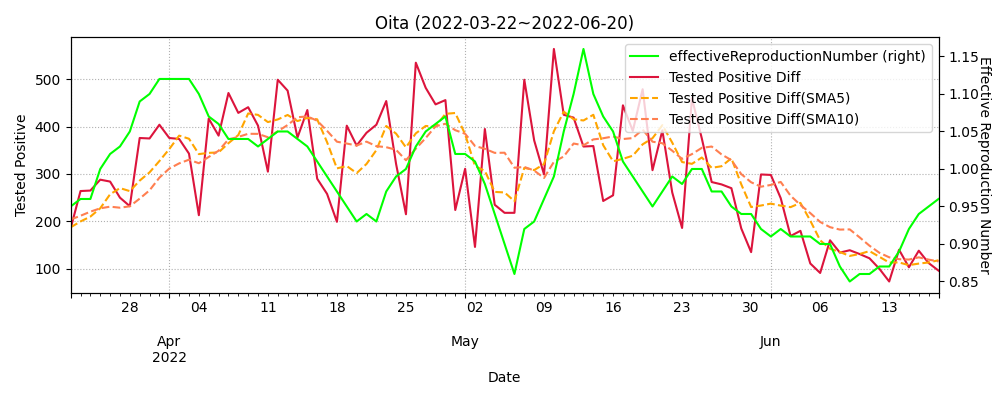 Oita (2022-03-22~2022-06-20)
effectiveReproductionNumber (right)
Tested Positive Diff
Tested Positive Diff(SMA5)
Tested Positive Diff(SMA10)
Tested Positive
500
400
300
200
100
1.15
1.10
1.05
1.00
0.95
0.90
0.85
Effective Reproduction Number
28 04 11 18 25 02 09 16 23 30 06 13
Apr May Jun
2022
Date